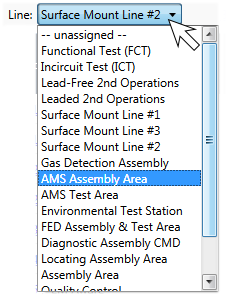 Line: Surface Mount Line #2
-- unassigned --
Functional Test (FCT)
Incircuit Test (ICT)
Lead-Free 2nd Operations
Leaded 2nd Operations
Surface Mount Line #1
Surface Mount Line #3
Surface Mount Line #2
Gas Detection Assembly
AMS Assembly Area
AMS Test Area
Environmental Test Station
FED Assembly & Test Area
Diagnostic Assembly CMD
Locating Assembly Area
Assembly Area
Quality Control